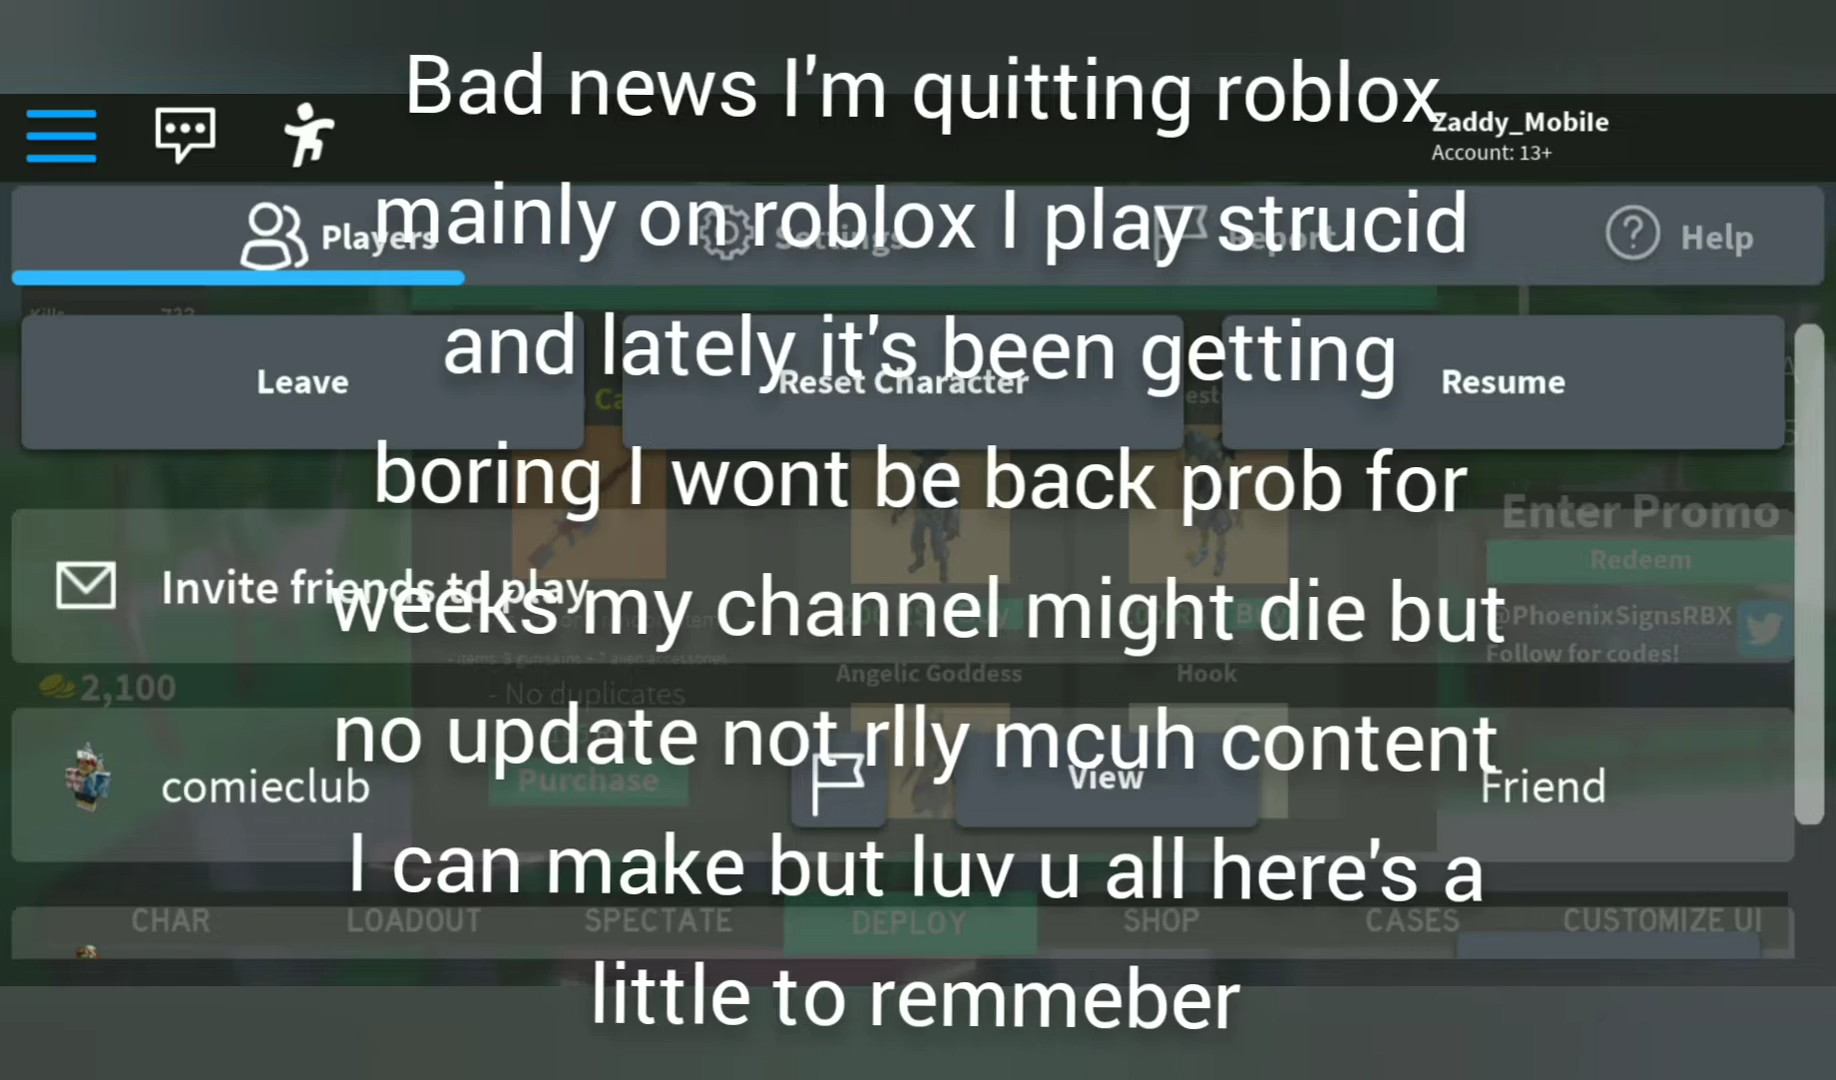 Bad news I'm quitting roblox
Zaddy_Mobile
Account: 13+
mainly on roblox I play strucid
Players
Settings
Report
Help
Kills 733
and lately it's been getting
Leave
Reset Character
Resume
boring I wont be back prob for
Enter Promo
Redeem
Invite friends to play
weeks my channel might die but
@PhoenixSignsRBX
Follow for codes!
2,100
- No duplicates
Angelic Goddess
Hook
no update not rlly mcuh content
comieclub
Purchase
View
Friend
I can make but luv u all here's a
CHAR LOADOUT SPECTATE DEPLOY SHOP CASES CUSTOMIZE UI
little to remmeber